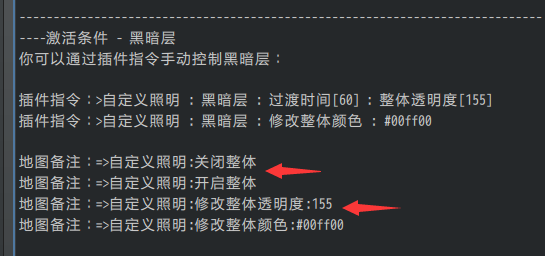 --------------------------------------------------------------------------------
----激活条件 - 黑暗层
你可以通过插件指令手动控制黑暗层：
插件指令：>自定义照明 : 黑暗层 : 过渡时间[60] : 整体透明度[155]
插件指令：>自定义照明 : 黑暗层 : 修改整体颜色 : #00ff00
地图备注：=>自定义照明:关闭整体
地图备注：=>自定义照明:开启整体
地图备注：=>自定义照明:修改整体透明度:155
地图备注：=>自定义照明:修改整体颜色:#00ff00